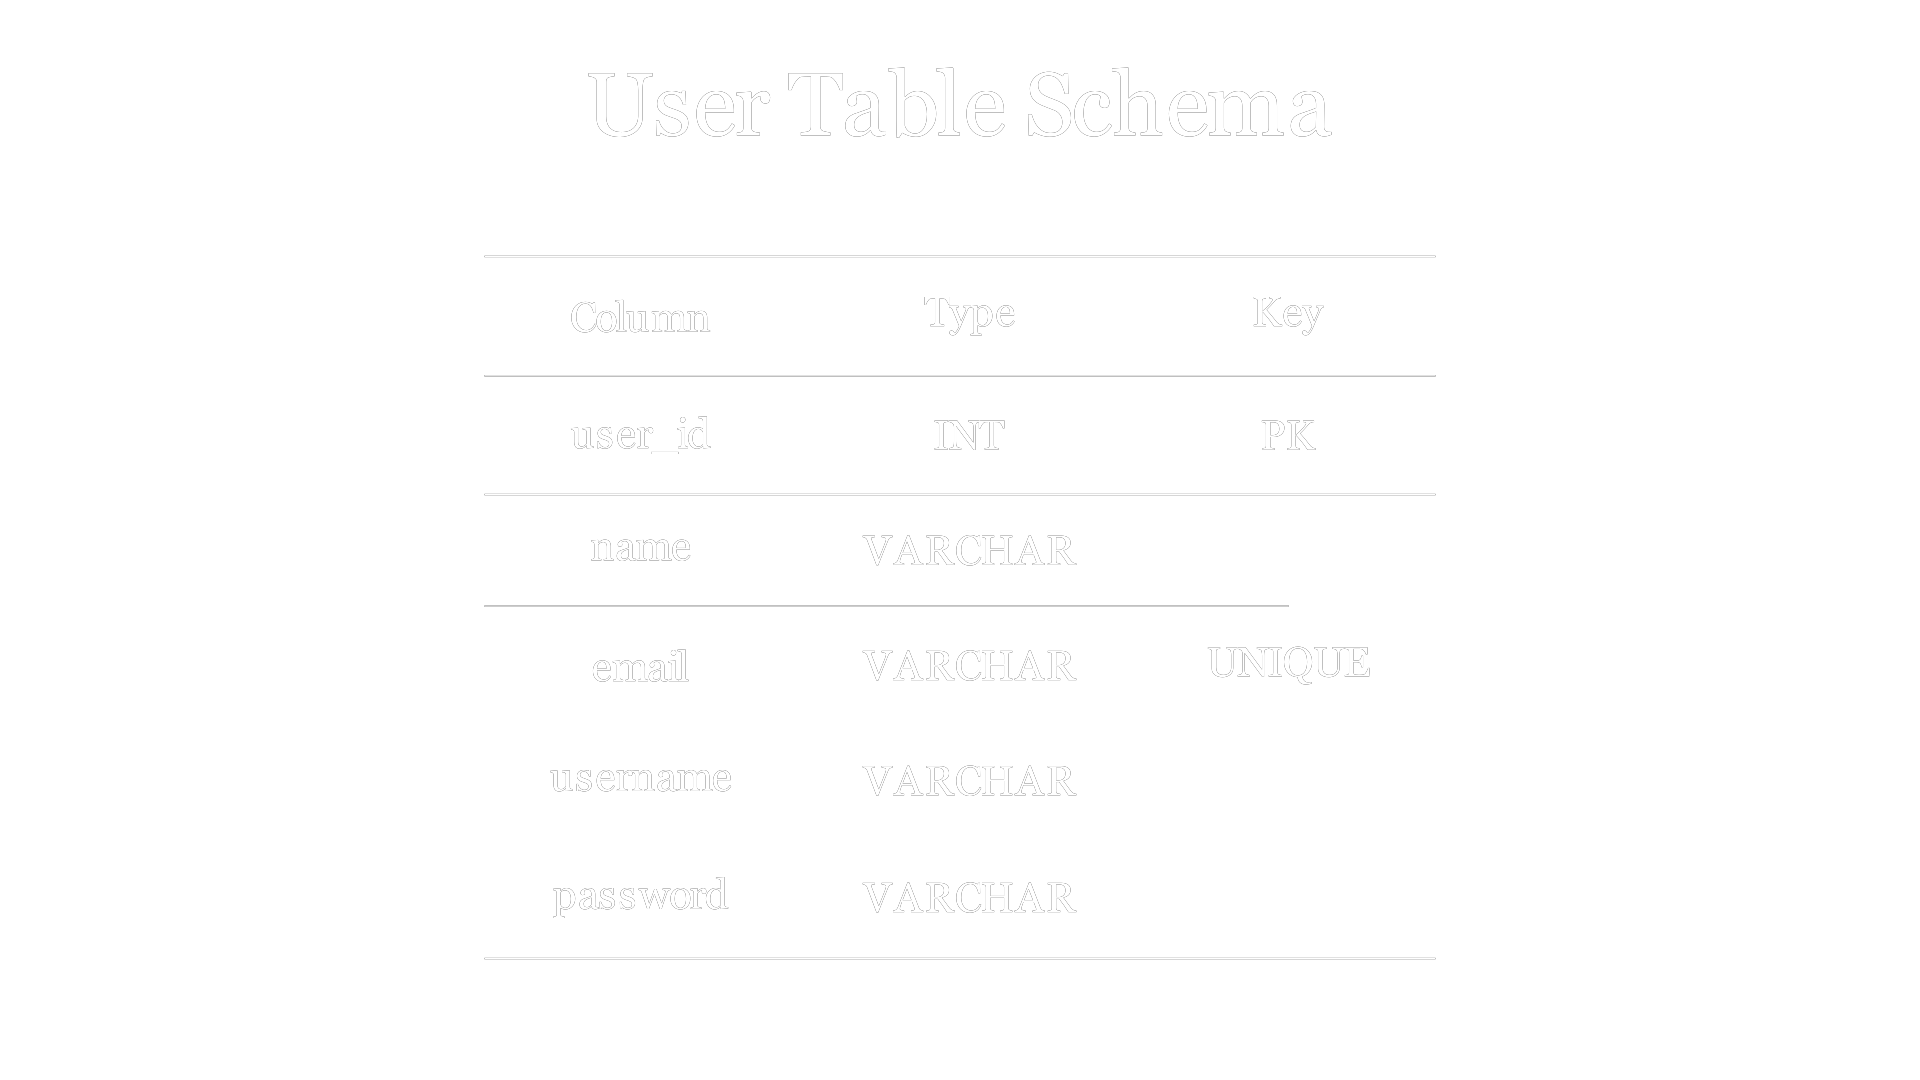 User Table Schema
Column Type Key
user_id INT PK
name VARCHAR
email VARCHAR UNIQUE
username VARCHAR
password VARCHAR